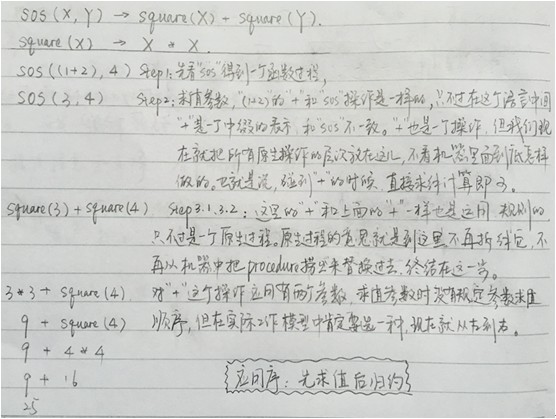 SOS (X, Y) → square (X) + square (Y).
square (X) → X * X.
SOS ((1+2), 4) Step1: 先看"sos"得到一个函数过程,
SOS (3, 4) Step2: 求值参数,"(1+2)"的"+"和"sos"操作是一样的,只不过在这个语言中间
"+"是个中缀的表示,和"sos"不一致。"+"也是一个操作,但我们现
在就把所有原生操作的层次放在这儿,不看机器里面到底怎样
做的。也就是说,碰到"+"的时候,直接求值计算即可。
square(3) + square(4) Step3.1.3.2: 这里的"+"和上面的"+"一样也是这同 规则的
只不过是一个原生过程。原生过程的意思就是到这里不再拆线包,不
再从机器中把procedure捞出来替换过去,终结在这一步。
3*3 + square(4). 对"+"这个操作应用有两个参数,求值参数时没有规定参数求值
9 + square(4) 顺序,但在实际工作模型中肯定要选一种,现在就从右到左。
9 + 4*4
9 + 16
25
应用序:先求值后归约